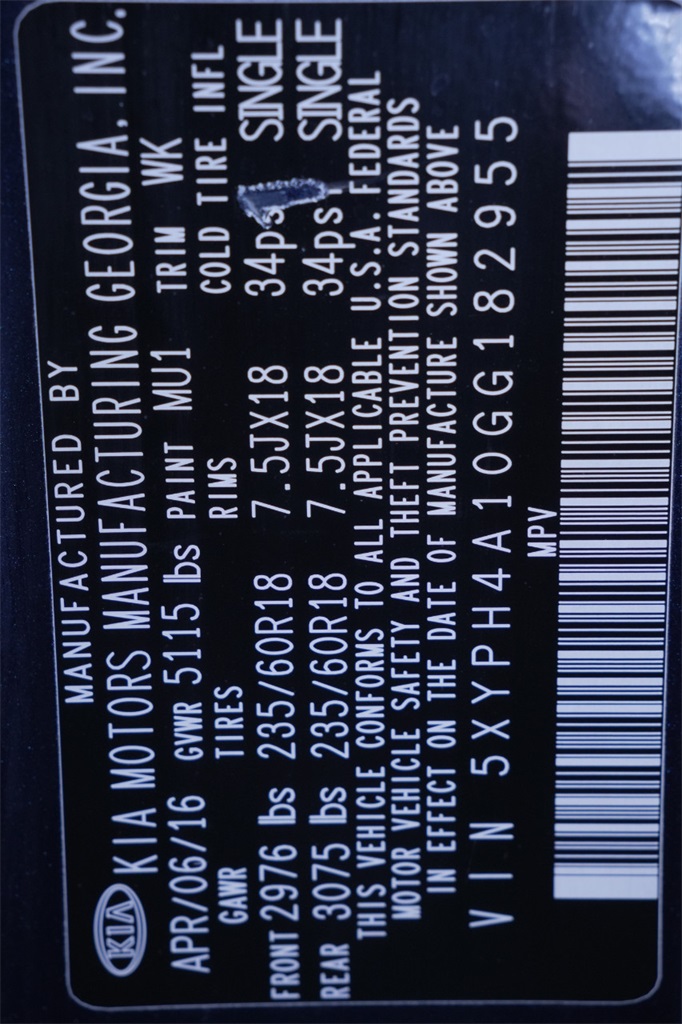 MANUFACTURED BY
KIA KIA MOTORS MANUFACTURING GEORGIA, INC.
APR/06/16 GVWR 5115 lbs PAINT MU1 TRIM WK
GAWR TIRES RIMS COLD TIRE INFL
FRONT 2976 lbs 235/60R18 7.5JX18 34ps SINGLE
REAR 3075 lbs 235/60R18 7.5JX18 34ps SINGLE
THIS VEHICLE CONFORMS TO ALL APPLICABLE U.S.A. FEDERAL
MOTOR VEHICLE SAFETY AND THEFT PREVENTION STANDARDS
IN EFFECT ON THE DATE OF MANUFACTURE SHOWN ABOVE
VIN 5XYPH4A10GG182955
MPV